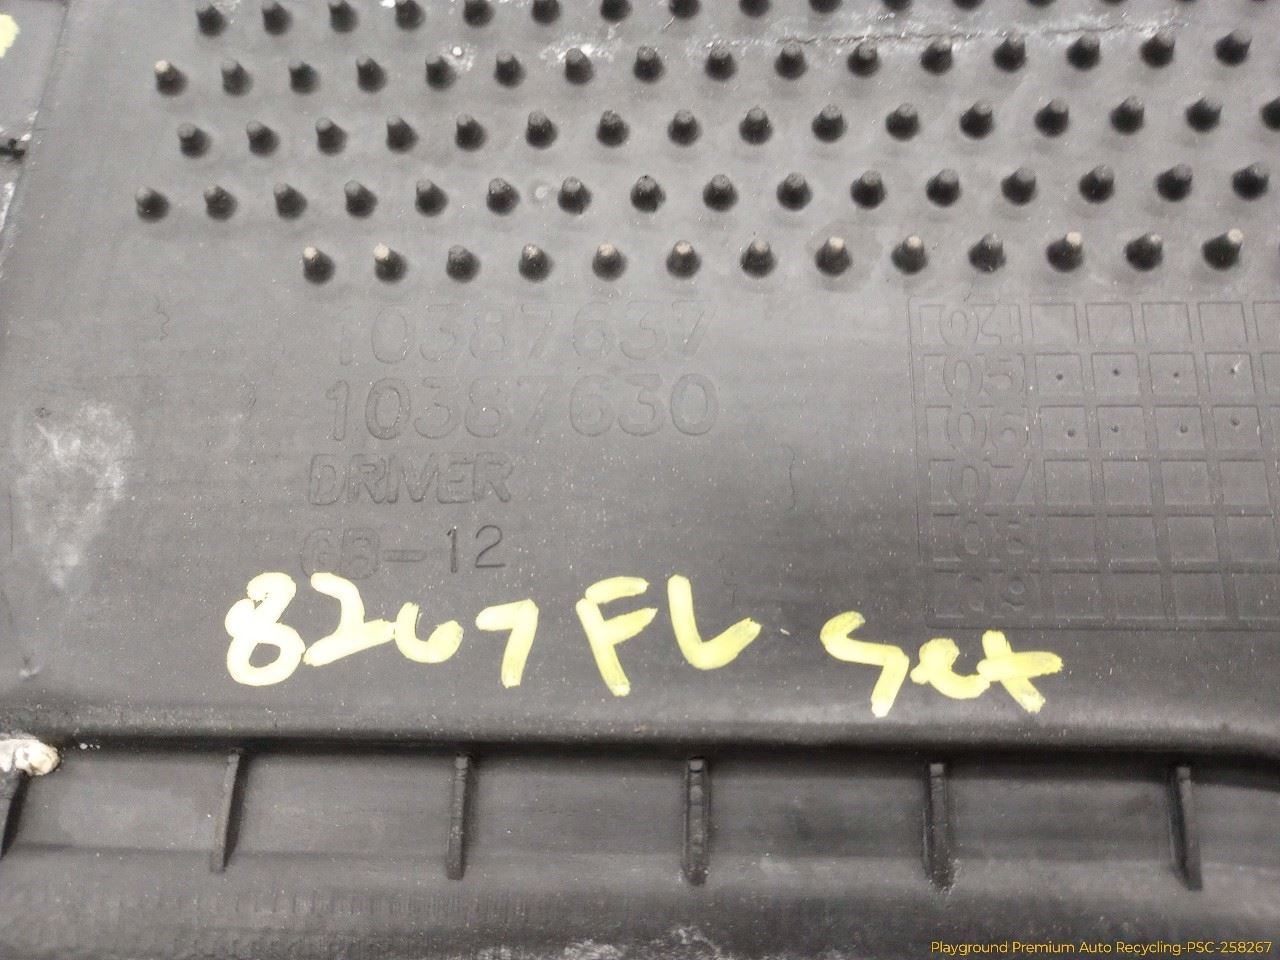 10387637
10387630
DRIVER
GB-12
04
05
06
07
08
09
8267 FL Set
Playground Premium Auto Recycling-PSC-258267